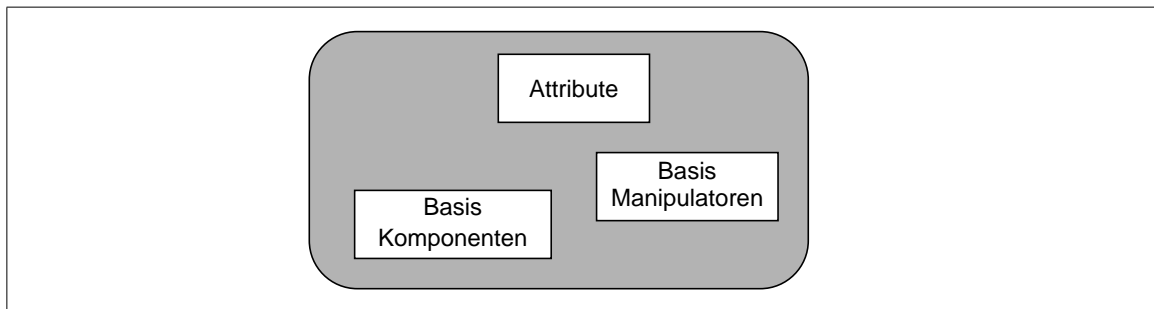 Attribute
Basis
Manipulatoren
Basis
Komponenten